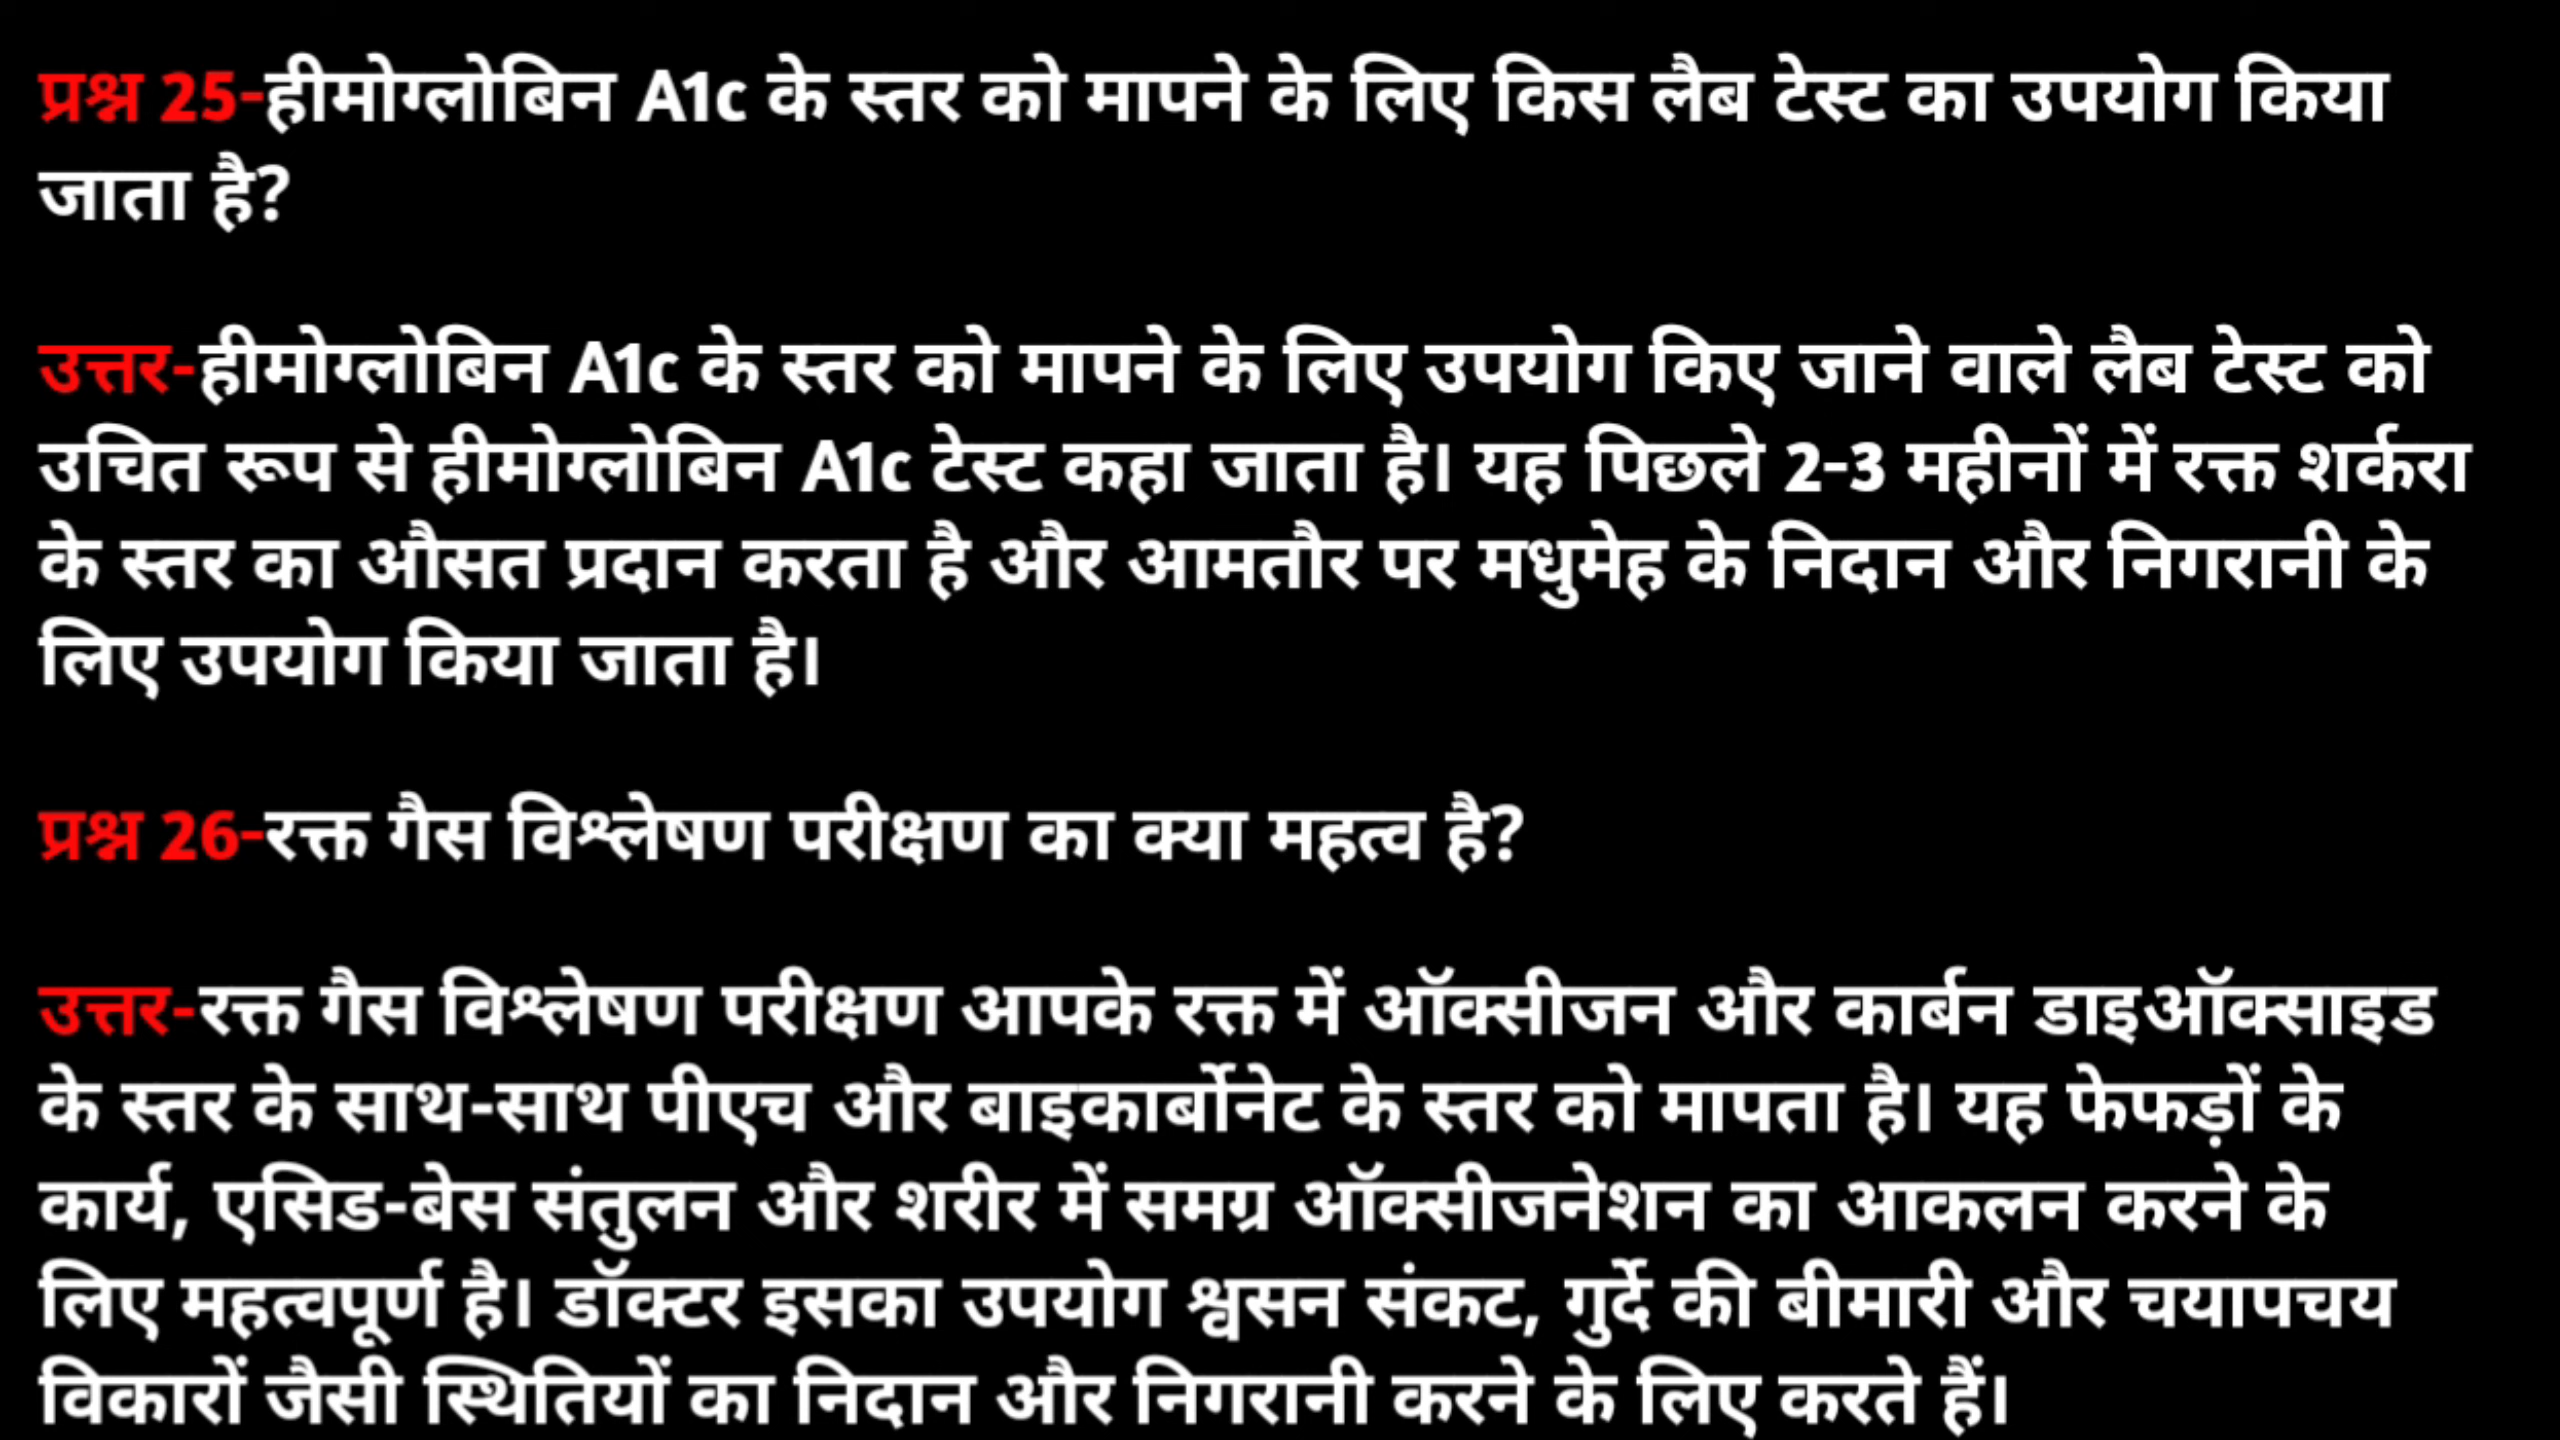 प्रश्न 25-हीमोग्लोबिन A1c के स्तर को मापने के लिए किस लैब टेस्ट का उपयोग किया
जाता है?
उत्तर-हीमोग्लोबिन A1c के स्तर को मापने के लिए उपयोग किए जाने वाले लैब टेस्ट को
उचित रूप से हीमोग्लोबिन A1c टेस्ट कहा जाता है। यह पिछले 2-3 महीनों में रक्त शर्करा
के स्तर का औसत प्रदान करता है और आमतौर पर मधुमेह के निदान और निगरानी के
लिए उपयोग किया जाता है।
प्रश्न 26-रक्त गैस विश्लेषण परीक्षण का क्या महत्व है?
उत्तर-रक्त गैस विश्लेषण परीक्षण आपके रक्त में ऑक्सीजन और कार्बन डाइऑक्साइड
के स्तर के साथ-साथ पीएच और बाइकार्बोनेट के स्तर को मापता है। यह फेफड़ों के
कार्य, एसिड-बेस संतुलन और शरीर में समग्र ऑक्सीजनेशन का आकलन करने के
लिए महत्वपूर्ण है। डॉक्टर इसका उपयोग श्वसन संकट, गुर्दे की बीमारी और चयापचय
विकारों जैसी स्थितियों का निदान और निगरानी करने के लिए करते हैं।